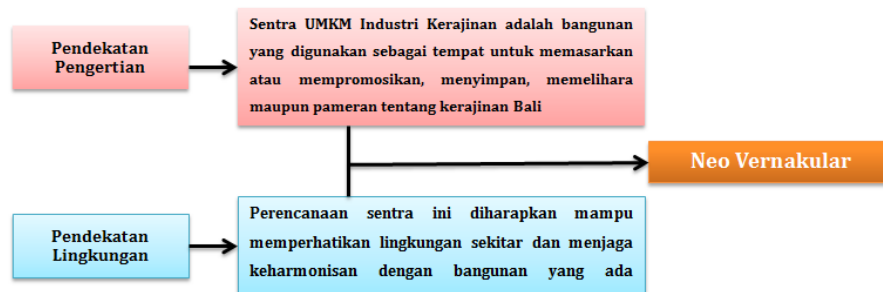 Pendekatan
Pengertian
Sentra UMKM Industri Kerajinan adalah bangunan
yang digunakan sebagai tempat untuk memasarkan
atau mempromosikan, menyimpan, memelihara
maupun pameran tentang kerajinan Bali
Neo Vernakular
Pendekatan
Lingkungan
Perencanaan sentra ini diharapkan mampu
memperhatikan lingkungan sekitar dan menjaga
keharmonisan dengan bangunan yang ada